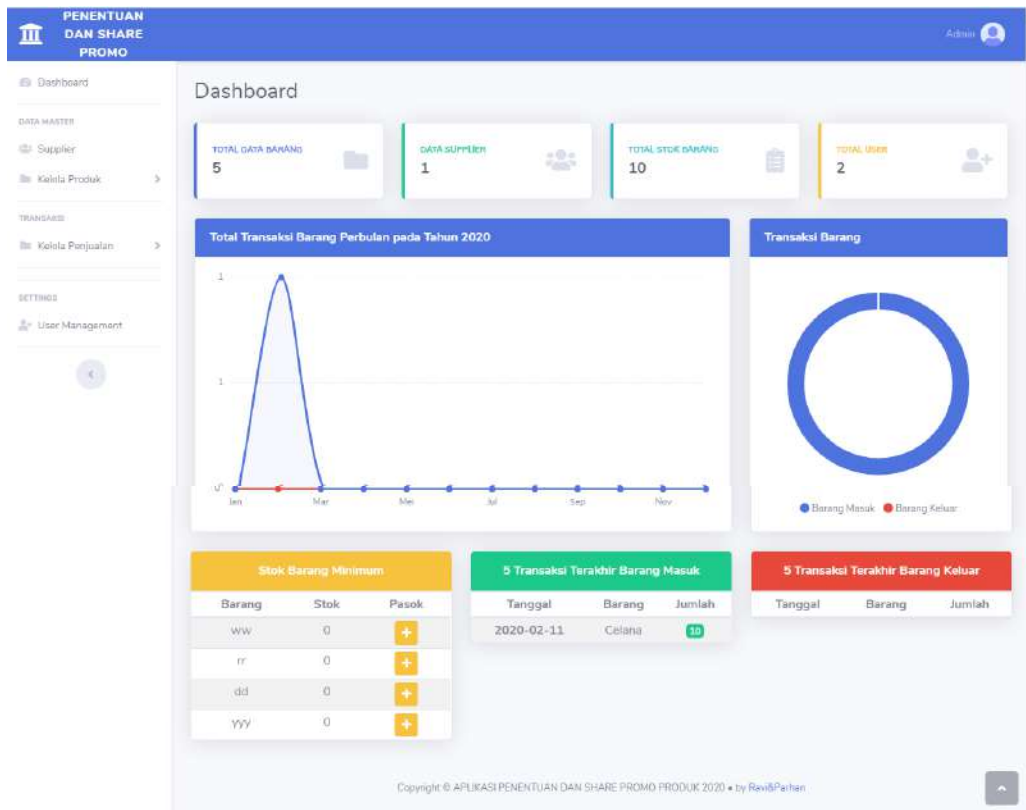 PENENTUAN
DAN SHARE
PROMO
Admin
Dashboard
DATA MASTER
Supplier
Kelola Produk
TRANSAKSI
Kelola Penjualan
SETTINGS
User Management
Dashboard
TOTAL DATA BARANG
5
DATA SUPPLIER
1
TOTAL STOK BARANG
10
TOTAL USER
2
Total Transaksi Barang Perbulan pada Tahun 2020
1
1
Jan Mar Mei Jul Sep Nov
Transaksi Barang
Barang Masuk Barang Keluar
Stok Barang Minimum
Barang Stok Pasok
ww 0 +
rr 0 +
dd 0 +
yyy 0 +
5 Transaksi Terakhir Barang Masuk
Tanggal Barang Jumlah
2020-02-11 Celana 10
5 Transaksi Terakhir Barang Keluar
Tanggal Barang Jumlah
Copyright © APLIKASI PENENTUAN DAN SHARE PROMO PRODUK 2020 • by Ravi&Parhan